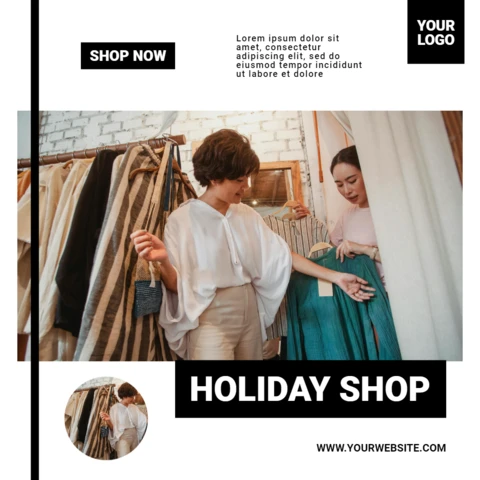 YOUR
LOGO
SHOP NOW
Lorem ipsum dolor sit
amet, consectetur
adipiscing elit, sed do
eiusmod tempor incididunt
ut labore et dolore
HOLIDAY SHOP
WWW.YOURWEBSITE.COM